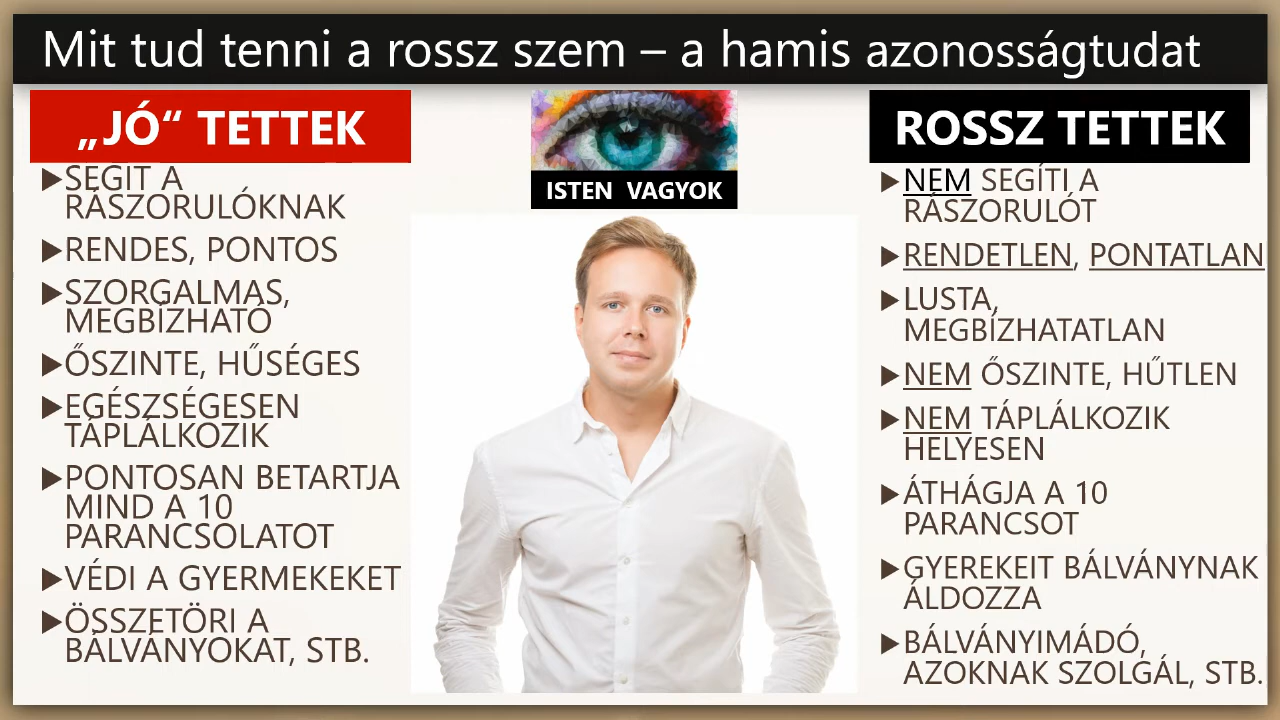 Mit tud tenni a rossz szem – a hamis azonosságtudat
„JÓ“ TETTEK
SEGÍT A
RÁSZORULÓKNAK
RENDES, PONTOS
SZORGALMAS,
MEGBÍZHATÓ
ŐSZINTE, HŰSÉGES
EGÉSZSÉGESEN
TÁPLÁLKOZIK
PONTOSAN BETARTJA
MIND A 10
PARANCSOLATOT
VÉDI A GYERMEKEKET
ÖSSZETÖRI A
BÁLVÁNYOKAT, STB.
ISTEN VAGYOK
ROSSZ TETTEK
NEM SEGÍTI A
RÁSZORULÓT
RENDETLEN, PONTATLAN
LUSTA,
MEGBÍZHATATLAN
NEM ŐSZINTE, HŰTLEN
NEM TÁPLÁLKOZIK
HELYESEN
ÁTHÁGJA A 10
PARANCSOT
GYEREKEIT BÁLVÁNYNAK
ÁLDOZZA
BÁLVÁNYIMÁDÓ,
AZOKNAK SZOLGÁL, STB.